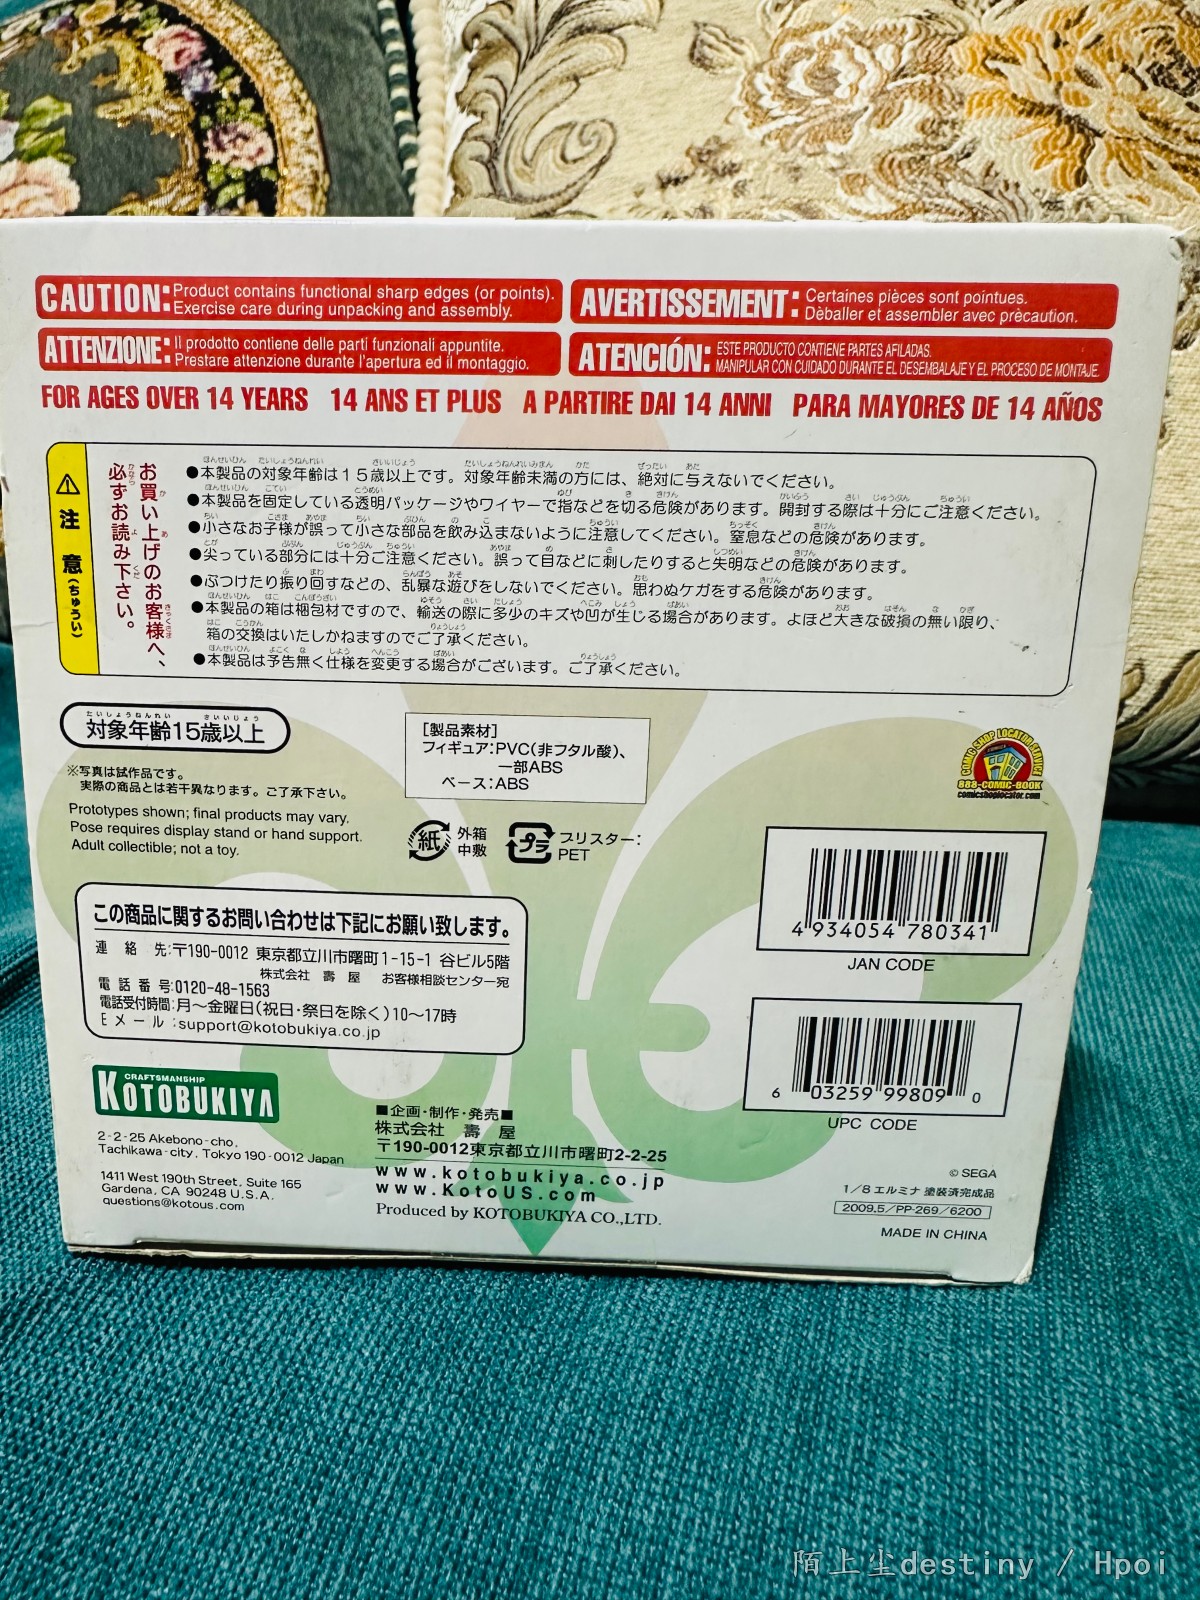 CAUTION: Product contains functional sharp edges (or points).
Exercise care during unpacking and assembly.
AVERTISSEMENT: Certaines pièces sont pointues.
Dèballer et assembler avec prècaution.
ATTENZIONE: Il prodotto contiene delle parti funzionali appuntite.
Prestare attenzione durante l'apertura ed il montaggio.
ATENCIÓN: ESTE PRODUCTO CONTIENE PARTES AFILADAS.
MANIPULAR CON CUIDADO DURANTE EL DESEMBALAJE Y EL PROCESO DE MONTAJE.
FOR AGES OVER 14 YEARS 14 ANS ET PLUS A PARTIRE DAI 14 ANNI PARA MAYORES DE 14 AÑOS
注意(ちゅうい)
お買い上げのお客様へ、
必ずお読み下さい。
●本製品の対象年齢は15歳以上です。対象年齢未満の方には、絶対に与えないでください。
●本製品を固定している透明パッケージやワイヤーで指などを切る危険があります。開封する際は十分にご注意ください。
●小さなお子様が誤って小さな部品を飲み込まないように注意してください。窒息などの危険があります。
●尖っている部分には十分ご注意ください。誤って目などに刺したりすると失明などの危険があります。
●ぶつけたり振り回すなどの、乱暴な遊びをしないでください。思わぬケガをする危険があります。
●本製品の箱は梱包材ですので、輸送の際に多少のキズや凹が生じる場合があります。よほど大きな破損の無い限り、
箱の交換はいたしかねますのでご了承ください。
●本製品は予告無く仕様を変更する場合がございます。ご了承ください。
たいしょうねんれい さいいじょう
対象年齢15歳以上
※写真は試作品です。
実際の商品とは若干異なります。ご了承下さい。
Prototypes shown; final products may vary.
Pose requires display stand or hand support.
Adult collectible; not a toy.
[製品素材]
フィギュア:PVC(非フタル酸)、
一部ABS
ベース:ABS
紙 外箱
中敷
プラ ブリスター:
PET
COMIC SHOP LOCATOR SERVICE
888-COMIC-BOOK
comicshoplocator.com
4 934054 780341
JAN CODE
6 03259 99809 0
UPC CODE
この商品に関するお問い合わせは下記にお願い致します。
連絡先:〒190-0012 東京都立川市曙町1-15-1 谷ビル5階
株式会社 壽屋 お客様相談センター宛
電話番号:0120-48-1563
電話受付時間:月〜金曜日(祝日・祭日を除く)10〜17時
Eメール:support@kotobukiya.co.jp
CRAFTSMANSHIP
KOTOBUKIYA
2-2-25 Akebono-cho,
Tachikawa-city, Tokyo 190-0012 Japan
1411 West 190th Street, Suite 165
Gardena, CA 90248 U.S.A.
questions@kotous.com
■企画・制作・発売■
株式会社 壽屋
〒190-0012東京都立川市曙町2-2-25
www.kotobukiya.co.jp
www.KotoUS.com
Produced by KOTOBUKIYA CO.,LTD.
© SEGA
1/8 エルミナ 塗装済完成品
2009.5/PP-269/6200
MADE IN CHINA
陌上尘destiny / Hpoi